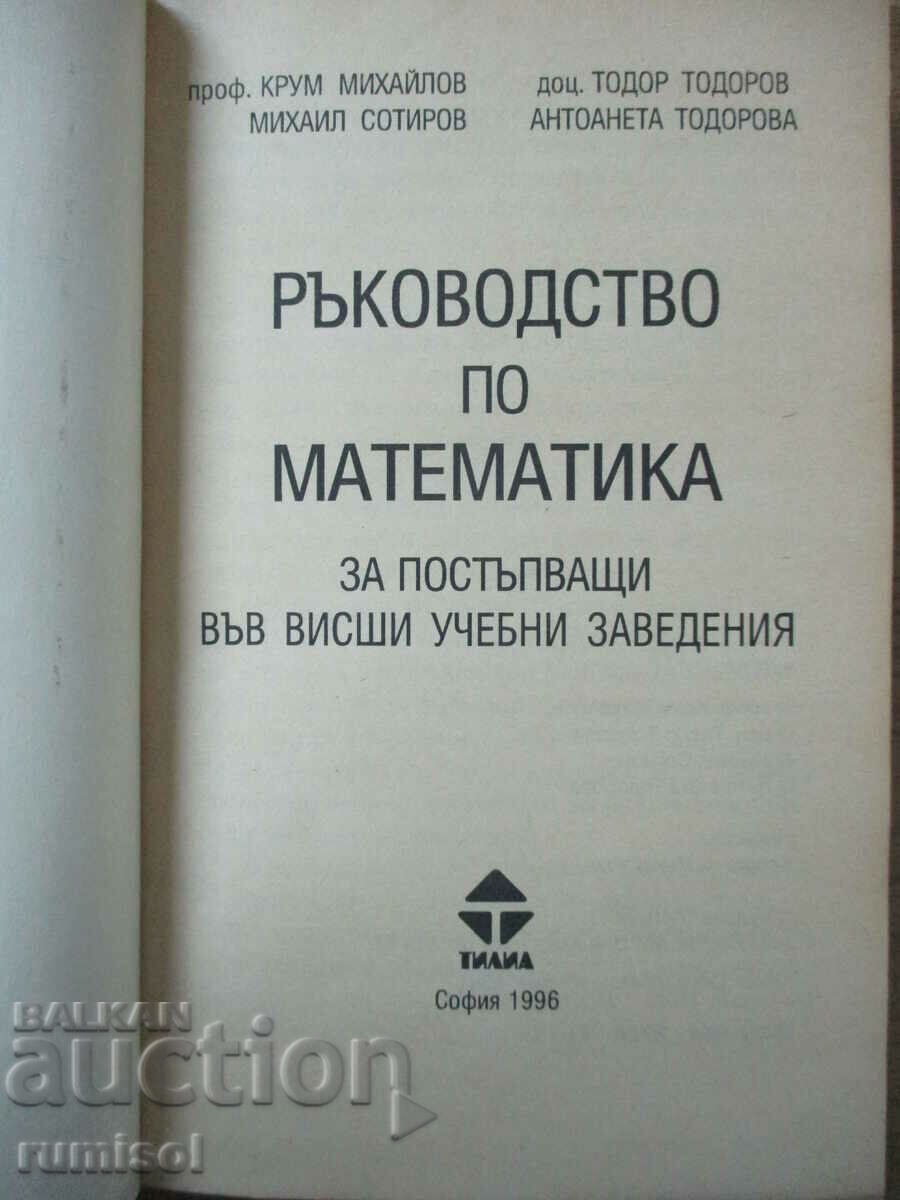 проф. КРУМ МИХАЙЛОВ доц. ТОДОР ТОДОРОВ
МИХАИЛ СОТИРОВ АНТОАНЕТА ТОДОРОВА
РЪКОВОДСТВО
ПО
МАТЕМАТИКА
ЗА ПОСТЪПВАЩИ
ВЪВ ВИСШИ УЧЕБНИ ЗАВЕДЕНИЯ
ТИЛИА
София 1996
BALKAN
auction
rumisol